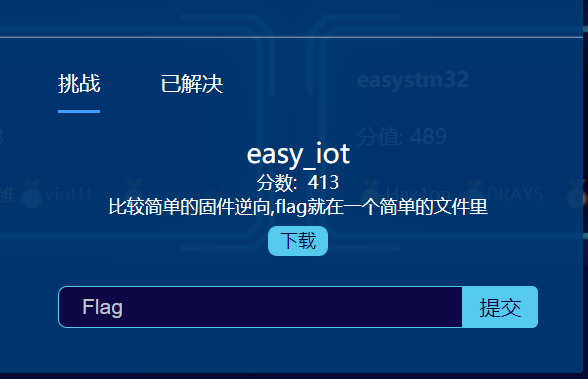 挑战 已解决 easystm32
分值: 489
easy_iot
分数: 413
viol1t 0RAYS
比较简单的固件逆向,flag就在一个简单的文件里
下载
Flag 提交